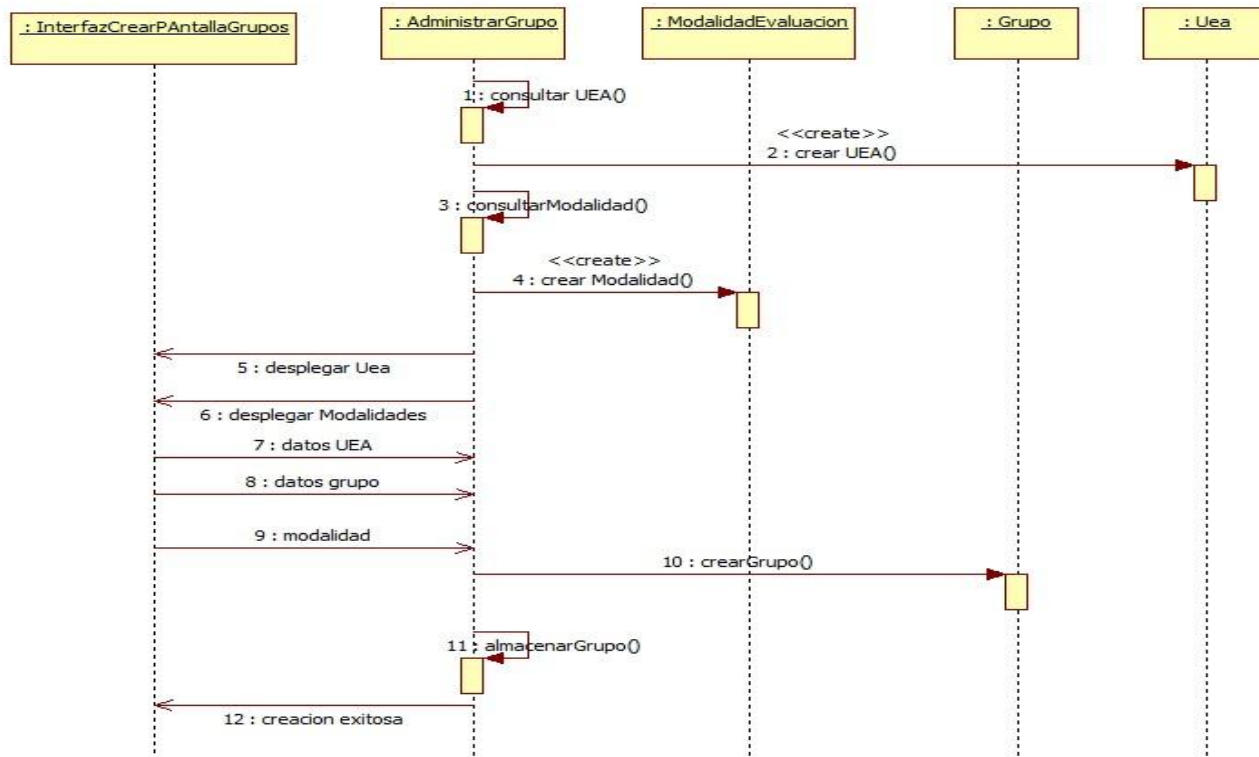 : InterfazCrearPAntallaGrupos
: AdministrarGrupo
: ModalidadEvaluacion
: Grupo
: Uea
1 : consultar UEA()
<<create>>
2 : crear UEA()
3 : consultarModalidad()
<<create>>
4 : crear Modalidad()
5 : desplegar Uea
6 : desplegar Modalidades
7 : datos UEA
8 : datos grupo
9 : modalidad
10 : crearGrupo()
11 : almacenarGrupo()
12 : creacion exitosa